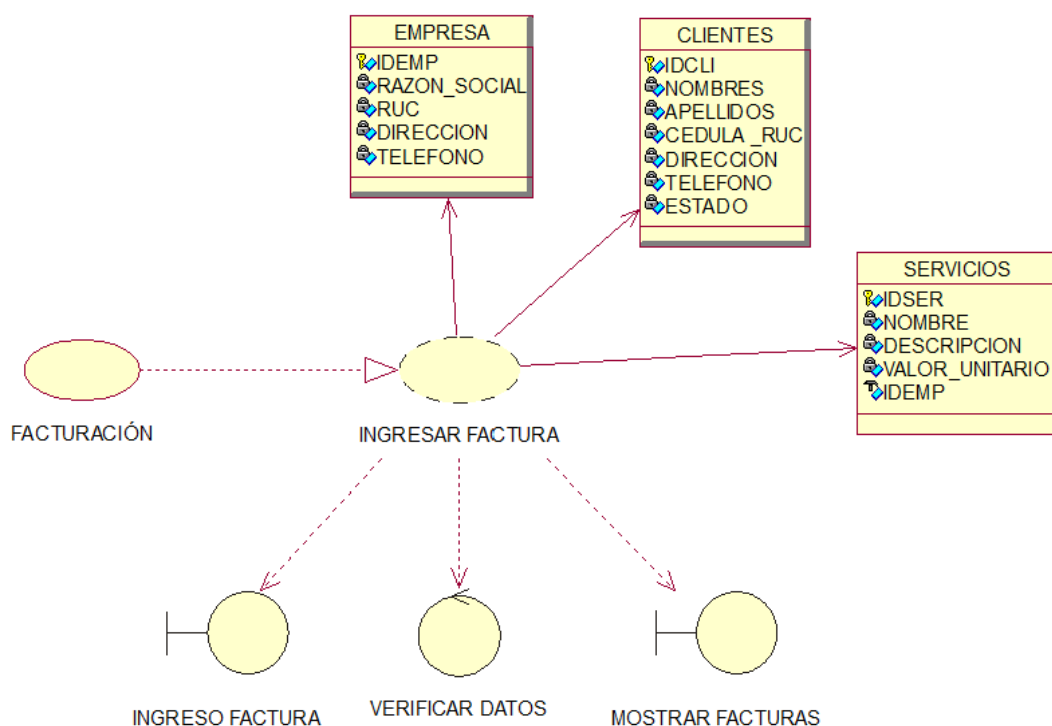 EMPRESA
IDEMP
RAZON_SOCIAL
RUC
DIRECCION
TELEFONO
CLIENTES
IDCLI
NOMBRES
APELLIDOS
CEDULA _RUC
DIRECCION
TELEFONO
ESTADO
SERVICIOS
IDSER
NOMBRE
DESCRIPCION
VALOR_UNITARIO
IDEMP
FACTURACIÓN
INGRESAR FACTURA
INGRESO FACTURA
VERIFICAR DATOS
MOSTRAR FACTURAS